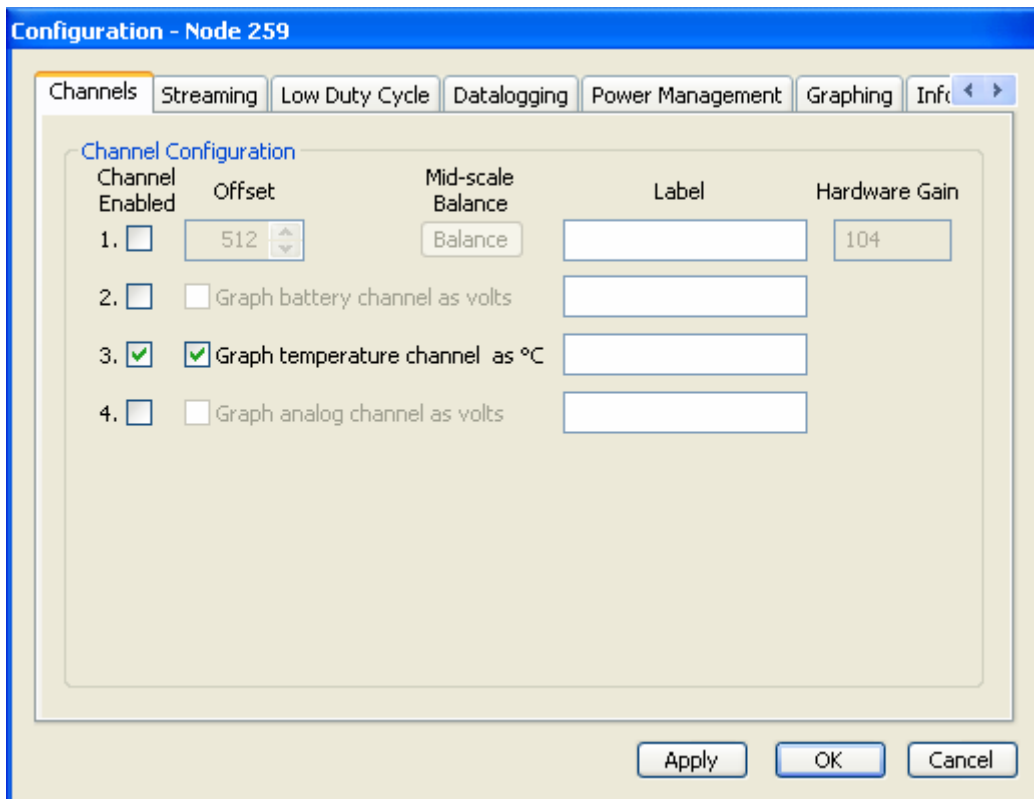 Configuration - Node 259
Channels Streaming Low Duty Cycle Datalogging Power Management Graphing Info
Channel Configuration
Channel Enabled Offset Mid-scale Balance Label Hardware Gain
1. 512 Balance 104
2. Graph battery channel as volts
3. Graph temperature channel as °C
4. Graph analog channel as volts
Apply OK Cancel